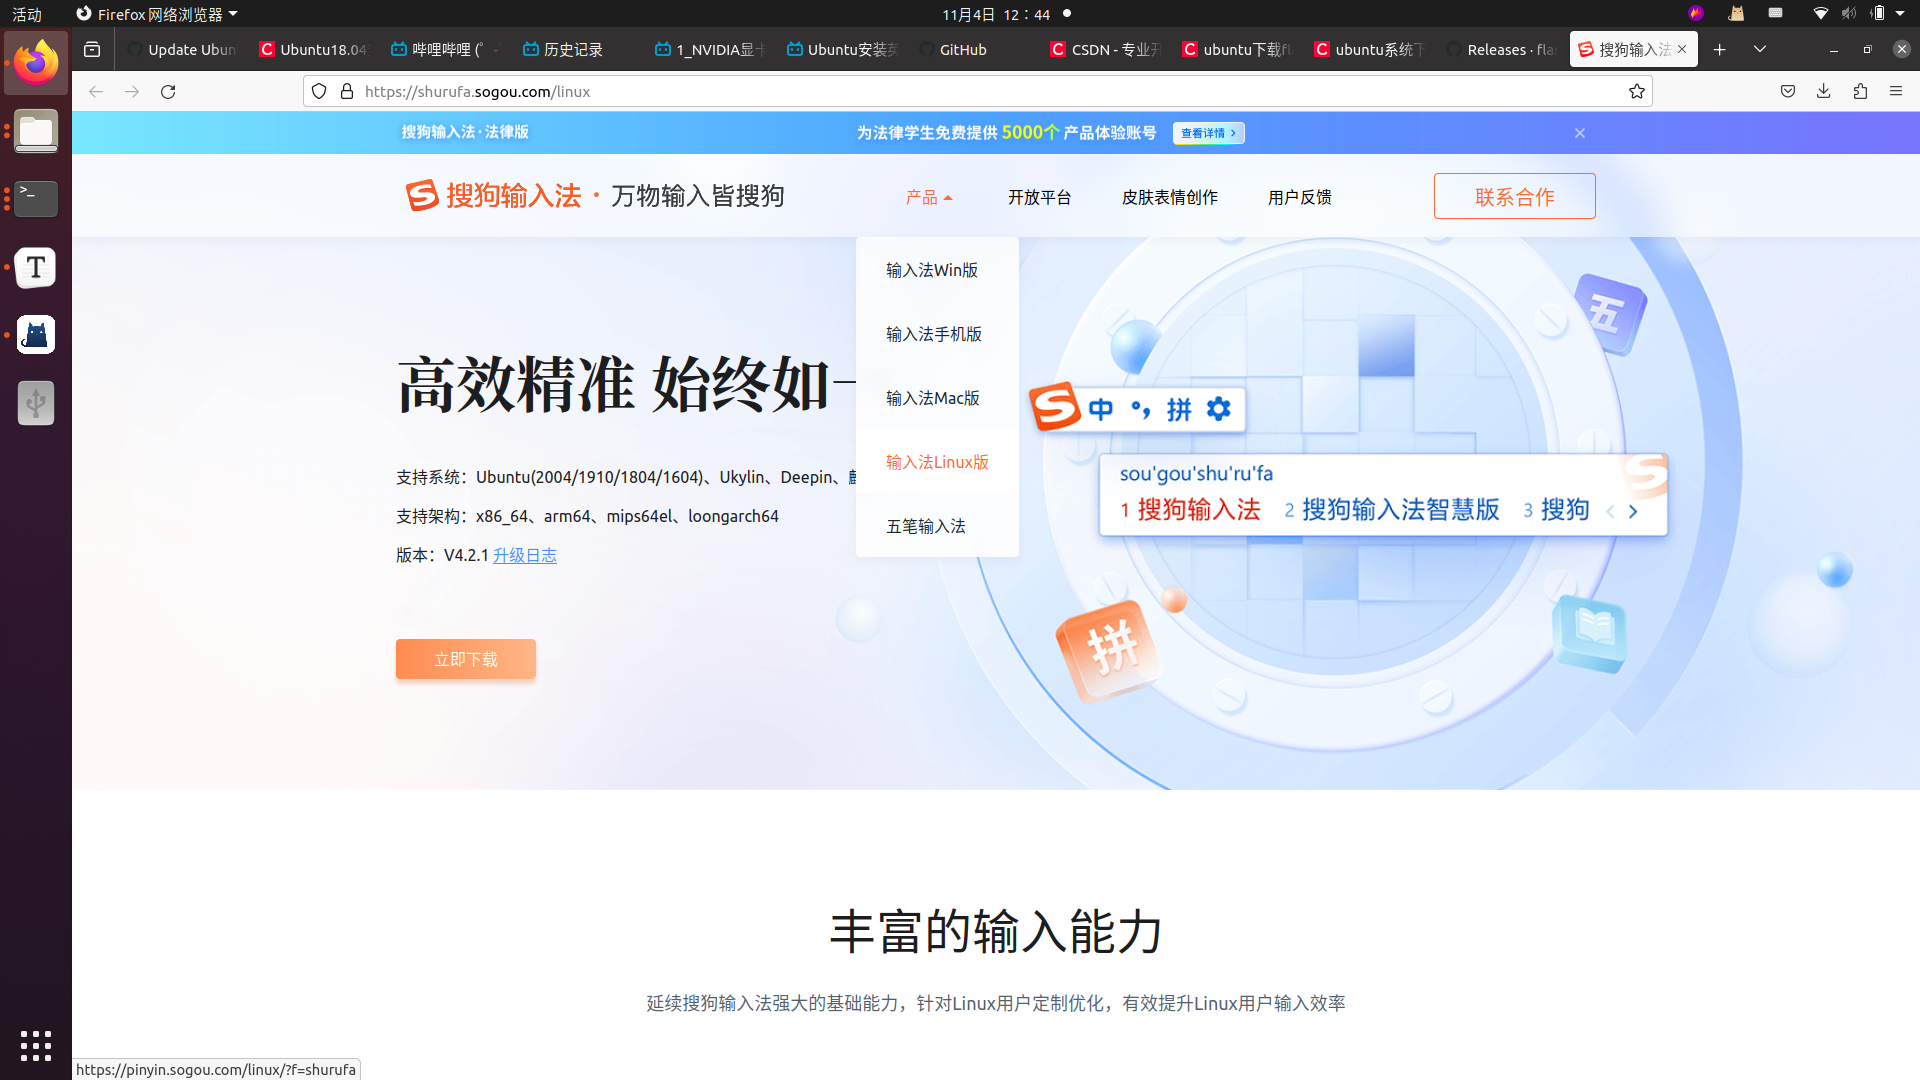 活动
Firefox 网络浏览器
11月4日 12：44
Update Ubun
Ubuntu18.04
哔哩哔哩 (゜-゜
历史记录
1_NVIDIA显卡
Ubuntu安装英
GitHub
CSDN - 专业开
ubuntu下载fl
ubuntu系统下
Releases · flam
搜狗输入法
https://shurufa.sogou.com/linux
搜狗输入法 · 法律版
为法律学生免费提供 5000个 产品体验账号
查看详情 >
搜狗输入法 · 万物输入皆搜狗
产品
开放平台
皮肤表情创作
用户反馈
联系合作
输入法Win版
输入法手机版
输入法Mac版
输入法Linux版
五笔输入法
高效精准 始终如一
支持系统：Ubuntu(2004/1910/1804/1604)、Ukylin、Deepin、
支持架构：x86_64、arm64、mips64el、loongarch64
版本：V4.2.1 升级日志
立即下载
五
中 °, 拼
sou'gou'shu'ru'fa
1 搜狗输入法 2 搜狗输入法智慧版 3 搜狗
拼
丰富的输入能力
延续搜狗输入法强大的基础能力，针对Linux用户定制优化，有效提升Linux用户输入效率
https://pinyin.sogou.com/linux/?f=shurufa